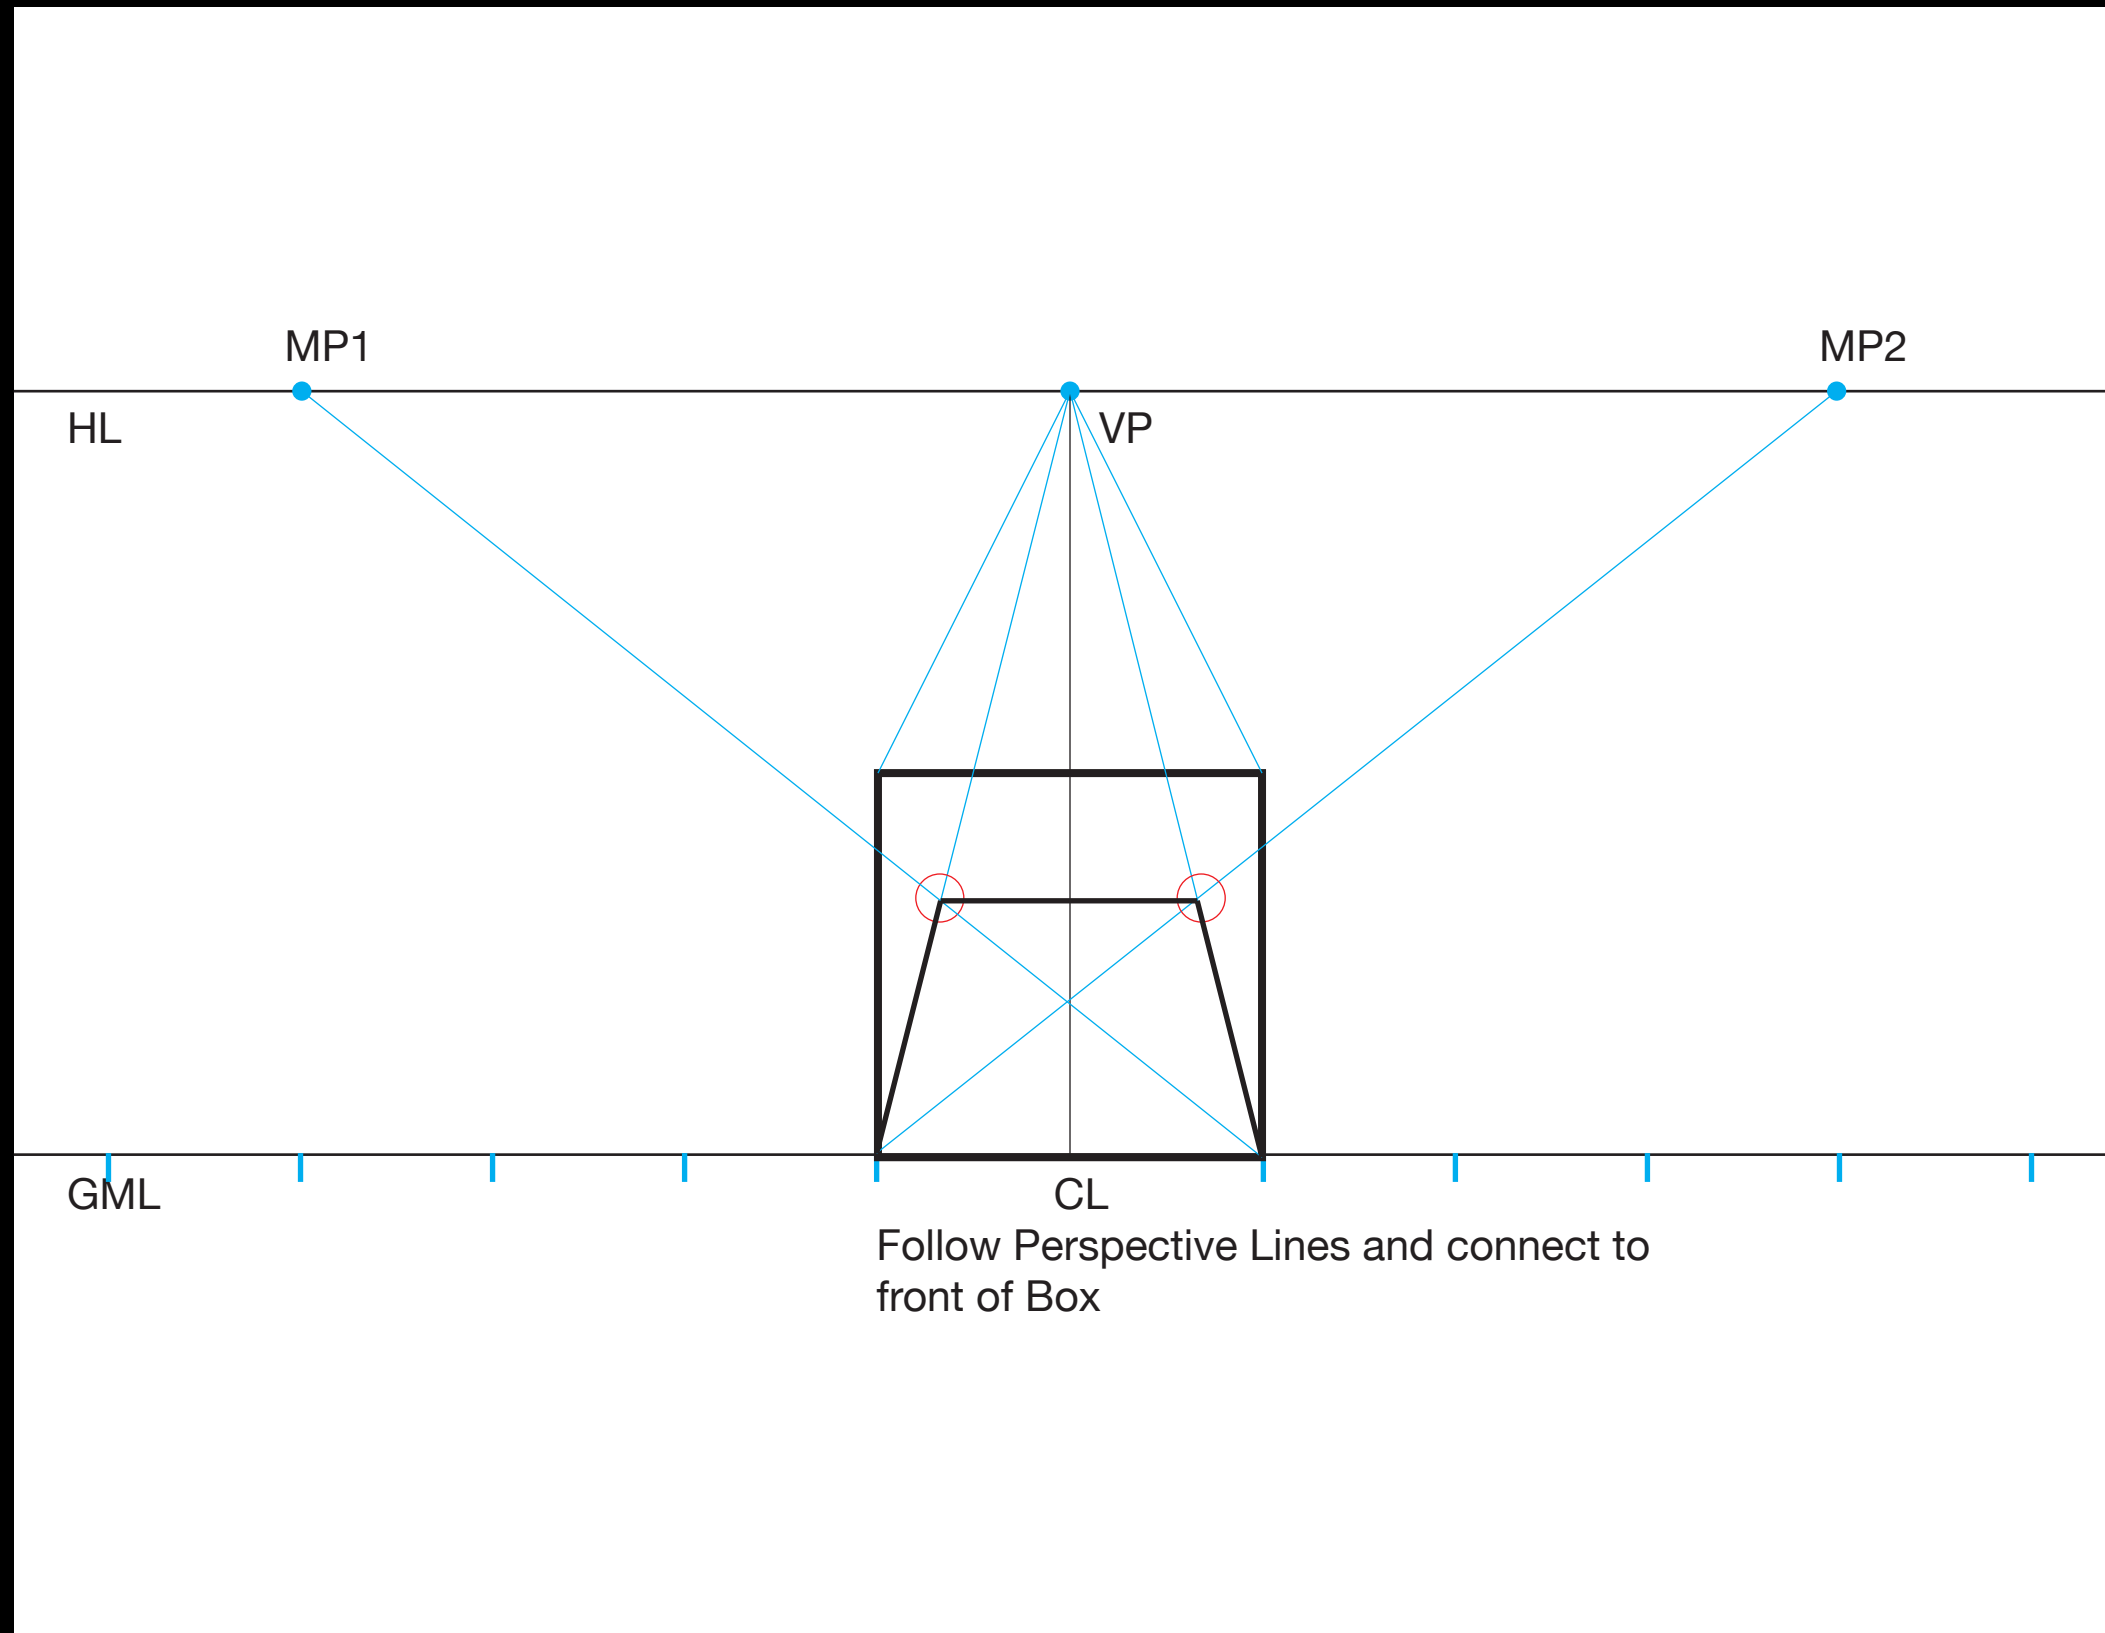 MP1
MP2
HL
VP
GML
CL
Follow Perspective Lines and connect to
front of Box